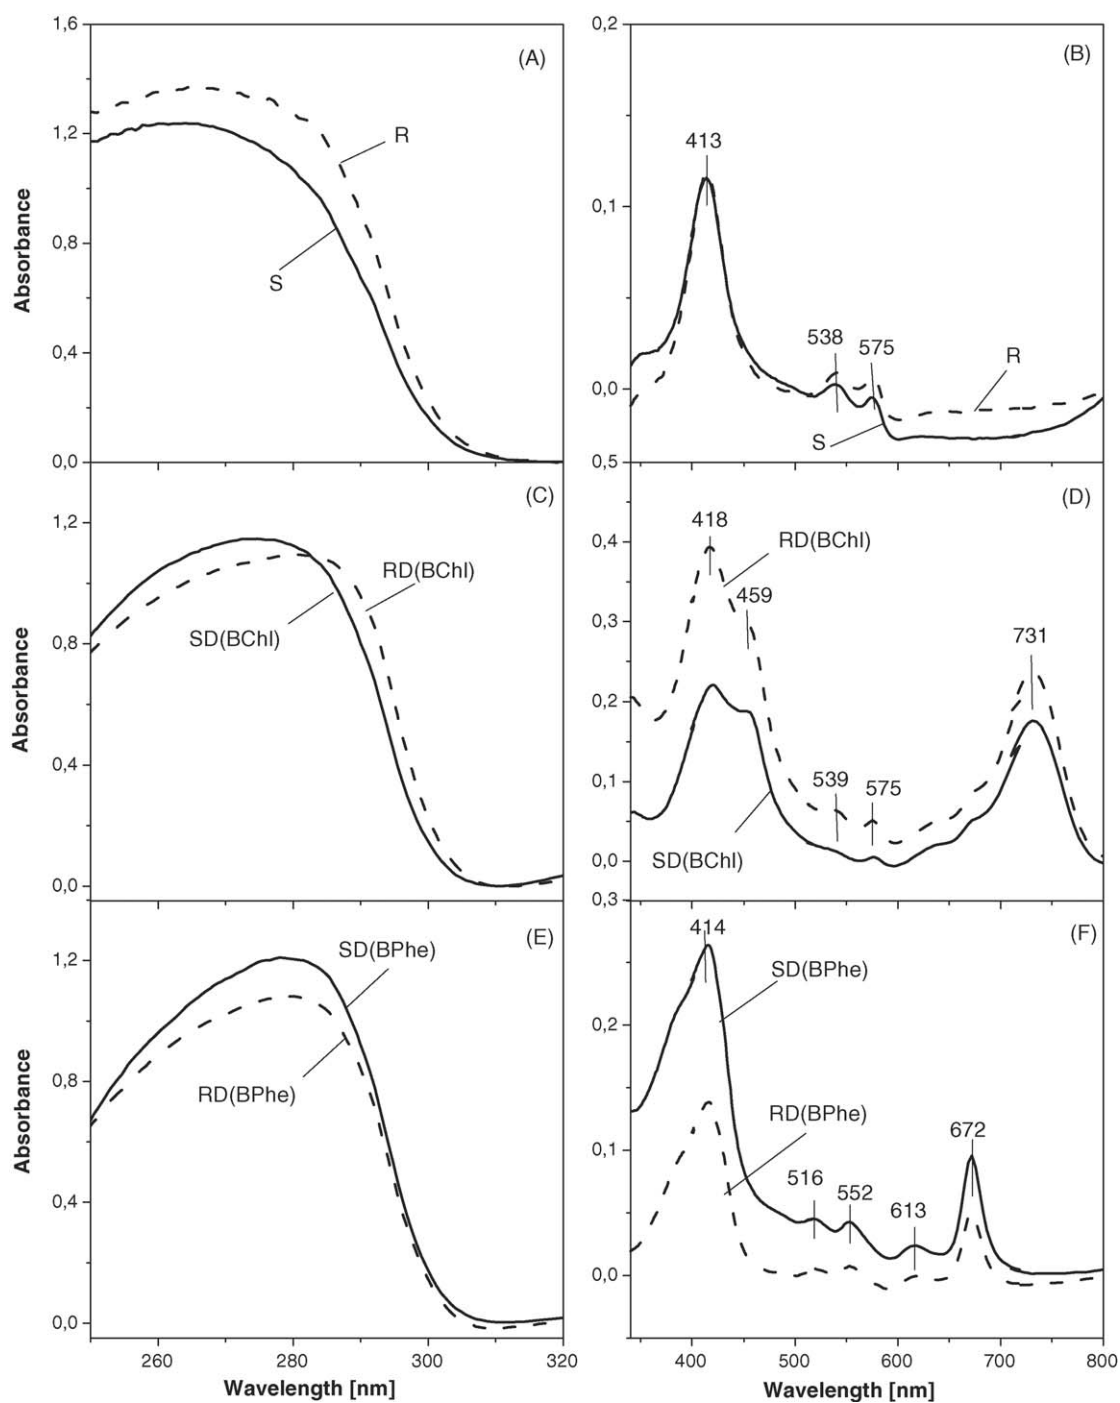 1,6
1,2
0,8
0,4
0,0
Absorbance
(A)
R
S
0,2
0,1
0,0
0,5
(B)
413
538
575
R
S
1,2
0,8
0,4
0,0
Absorbance
(C)
RD(BChl)
SD(BChl)
0,4
0,3
0,2
0,1
0,0
0,3
(D)
418
RD(BChl)
459
731
539
575
SD(BChl)
1,2
0,8
0,4
0,0
Absorbance
(E)
SD(BPhe)
RD(BPhe)
260
280
300
320
Wavelength [nm]
0,2
0,1
0,0
(F)
414
SD(BPhe)
RD(BPhe)
672
516
552
613
400
500
600
700
800
Wavelength [nm]